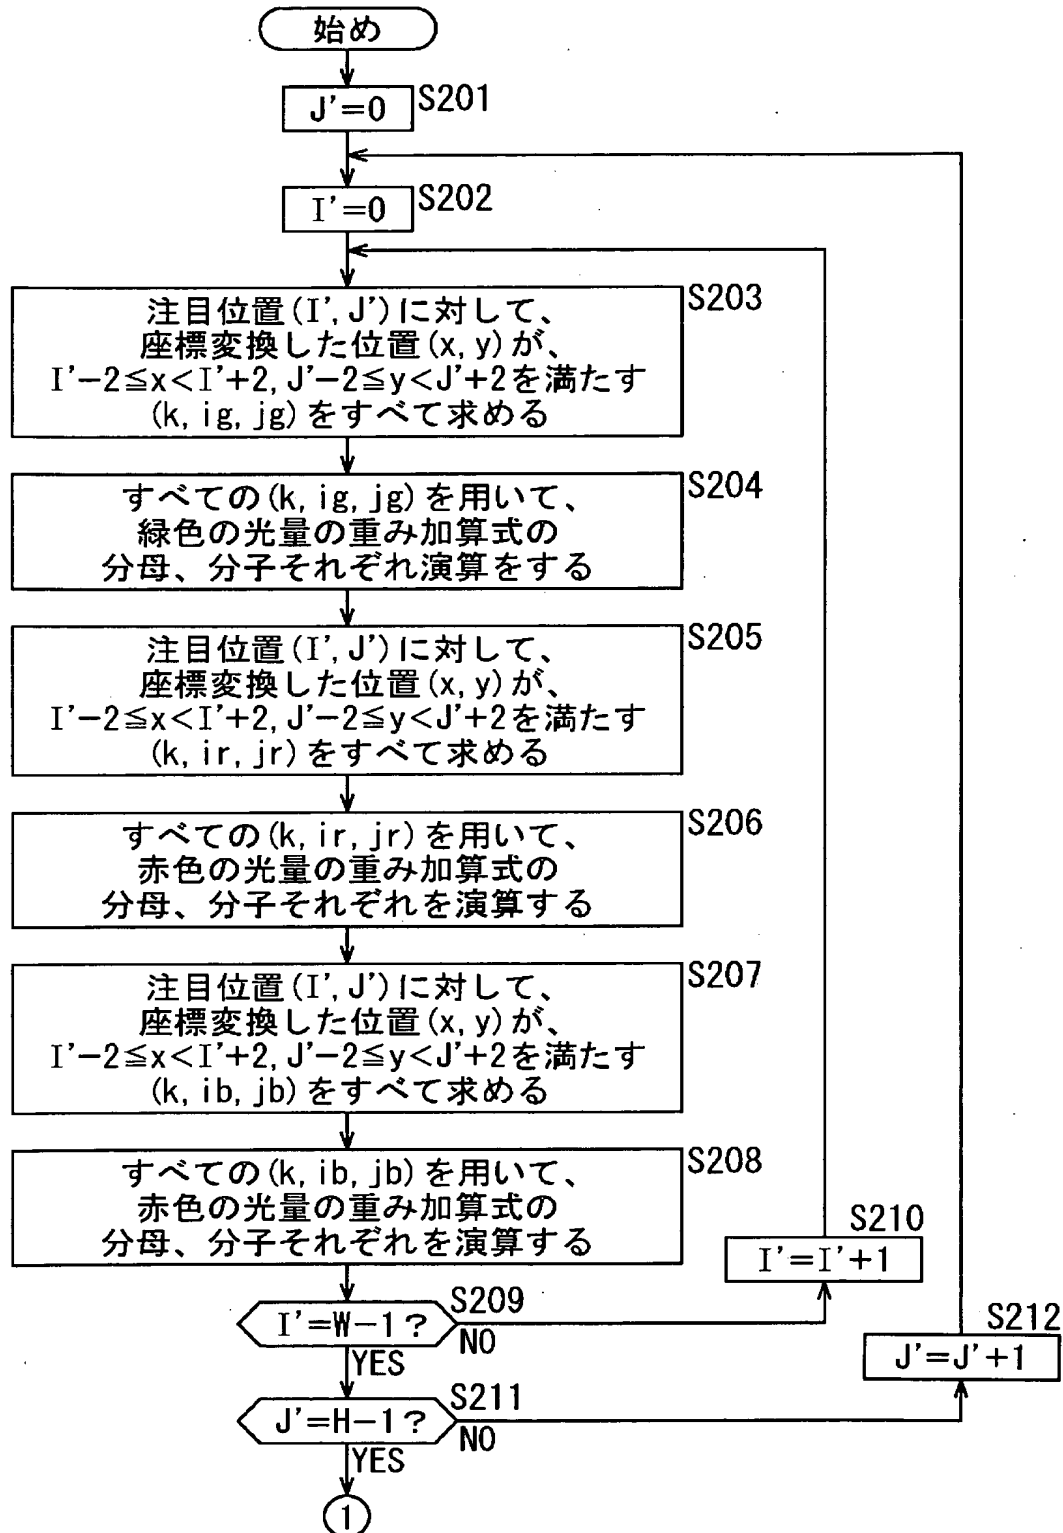 始め
J'=0
S201
I'=0
S202
S203
注目位置(I', J')に対して、
座標変換した位置(x, y)が、
I'−2≦x<I'+2, J'−2≦y<J'+2を満たす
(k, ig, jg)をすべて求める
S204
すべての(k, ig, jg)を用いて、
緑色の光量の重み加算式の
分母、分子それぞれ演算をする
S205
注目位置(I', J')に対して、
座標変換した位置(x, y)が、
I'−2≦x<I'+2, J'−2≦y<J'+2を満たす
(k, ir, jr)をすべて求める
S206
すべての(k, ir, jr)を用いて、
赤色の光量の重み加算式の
分母、分子それぞれを演算する
S207
注目位置(I', J')に対して、
座標変換した位置(x, y)が、
I'−2≦x<I'+2, J'−2≦y<J'+2を満たす
(k, ib, jb)をすべて求める
S208
すべての(k, ib, jb)を用いて、
赤色の光量の重み加算式の
分母、分子それぞれを演算する
S210
I'=I'+1
S209
I'=W−1?
NO
YES
S212
J'=J'+1
S211
J'=H−1?
NO
YES
1